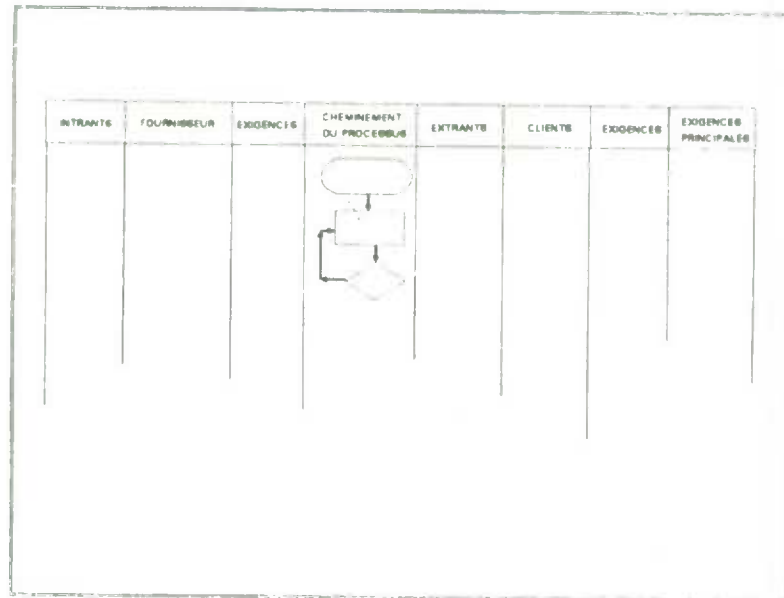 INTRANTS
FOURNISSEUR
EXIGENCES
CHEMINEMENT
DU PROCESSUS
EXTRANTS
CLIENTS
EXIGENCES
EXIGENCES
PRINCIPALES